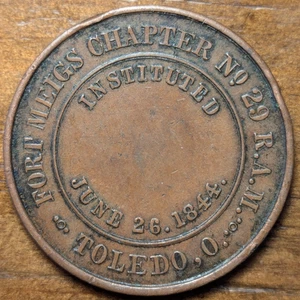 FORT MEIGS CHAPTER No 29 R.A.M.
TOLEDO, O.
INSTITUTED
JUNE 26. 1844.